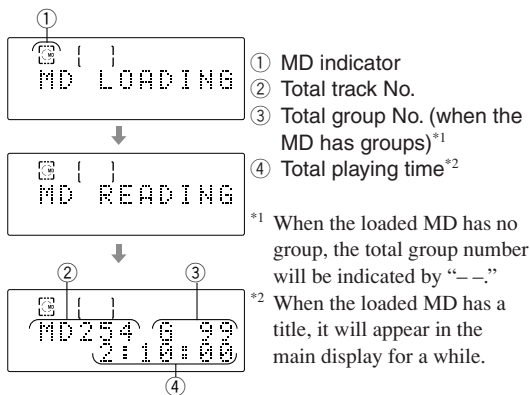 ①
MD
MD LOADING
MD
MD READING
② ③
MD
MD254 G 99
2:10:00
④
① MD indicator
② Total track No.
③ Total group No. (when the
MD has groups)*1
④ Total playing time*2
*1 When the loaded MD has no
group, the total group number
will be indicated by “– –.”
*2 When the loaded MD has a
title, it will appear in the
main display for a while.